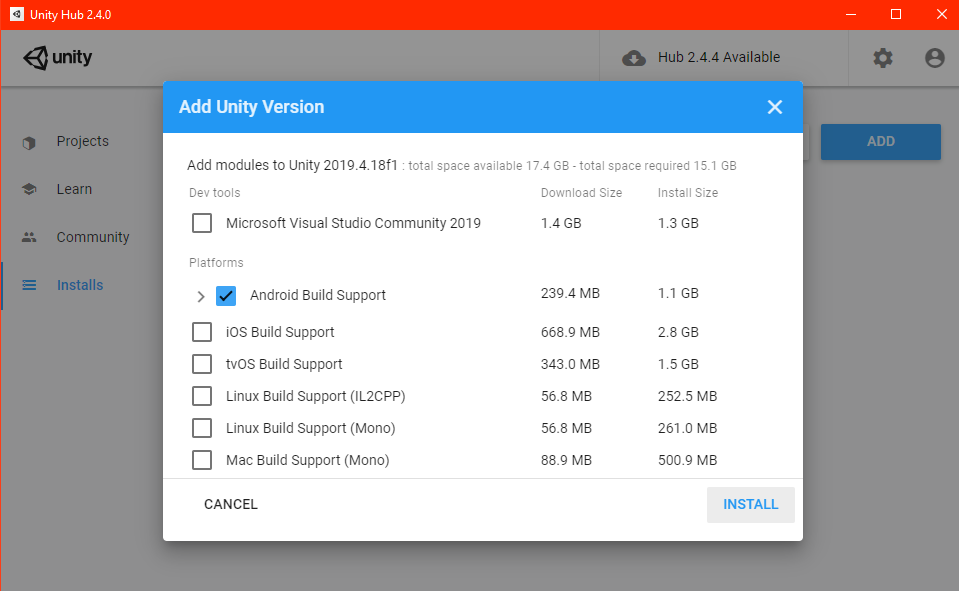 Unity Hub 2.4.0
unity
Hub 2.4.4 Available
Add Unity Version
Projects
Learn
Community
Installs
ADD
Add modules to Unity 2019.4.18f1 : total space available 17.4 GB - total space required 15.1 GB
Dev tools Download Size Install Size
Microsoft Visual Studio Community 2019 1.4 GB 1.3 GB
Platforms
Android Build Support 239.4 MB 1.1 GB
iOS Build Support 668.9 MB 2.8 GB
tvOS Build Support 343.0 MB 1.5 GB
Linux Build Support (IL2CPP) 56.8 MB 252.5 MB
Linux Build Support (Mono) 56.8 MB 261.0 MB
Mac Build Support (Mono) 88.9 MB 500.9 MB
CANCEL INSTALL